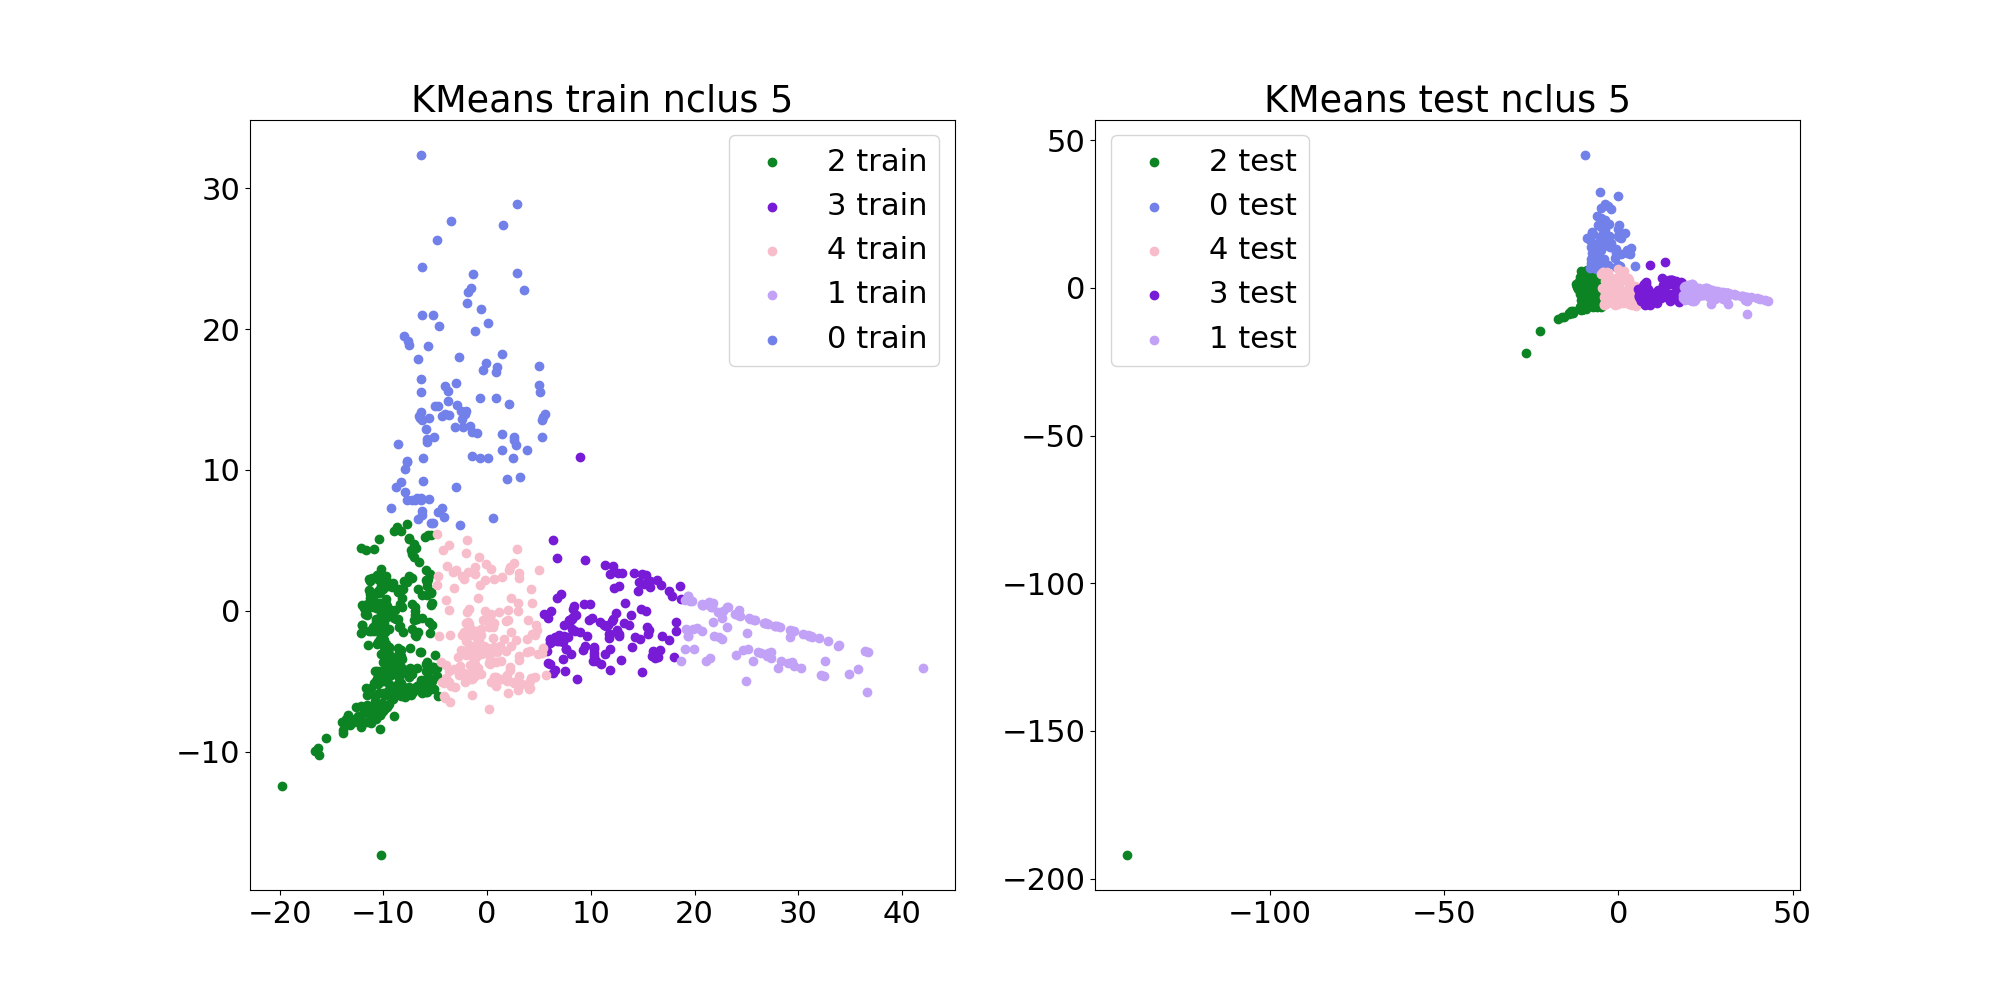 KMeans train nclus 5
30
20
10
0
−10
−20 −10 0 10 20 30 40
2 train
3 train
4 train
1 train
0 train
KMeans test nclus 5
50
0
−50
−100
−150
−200
−100 −50 0 50
2 test
0 test
4 test
3 test
1 test